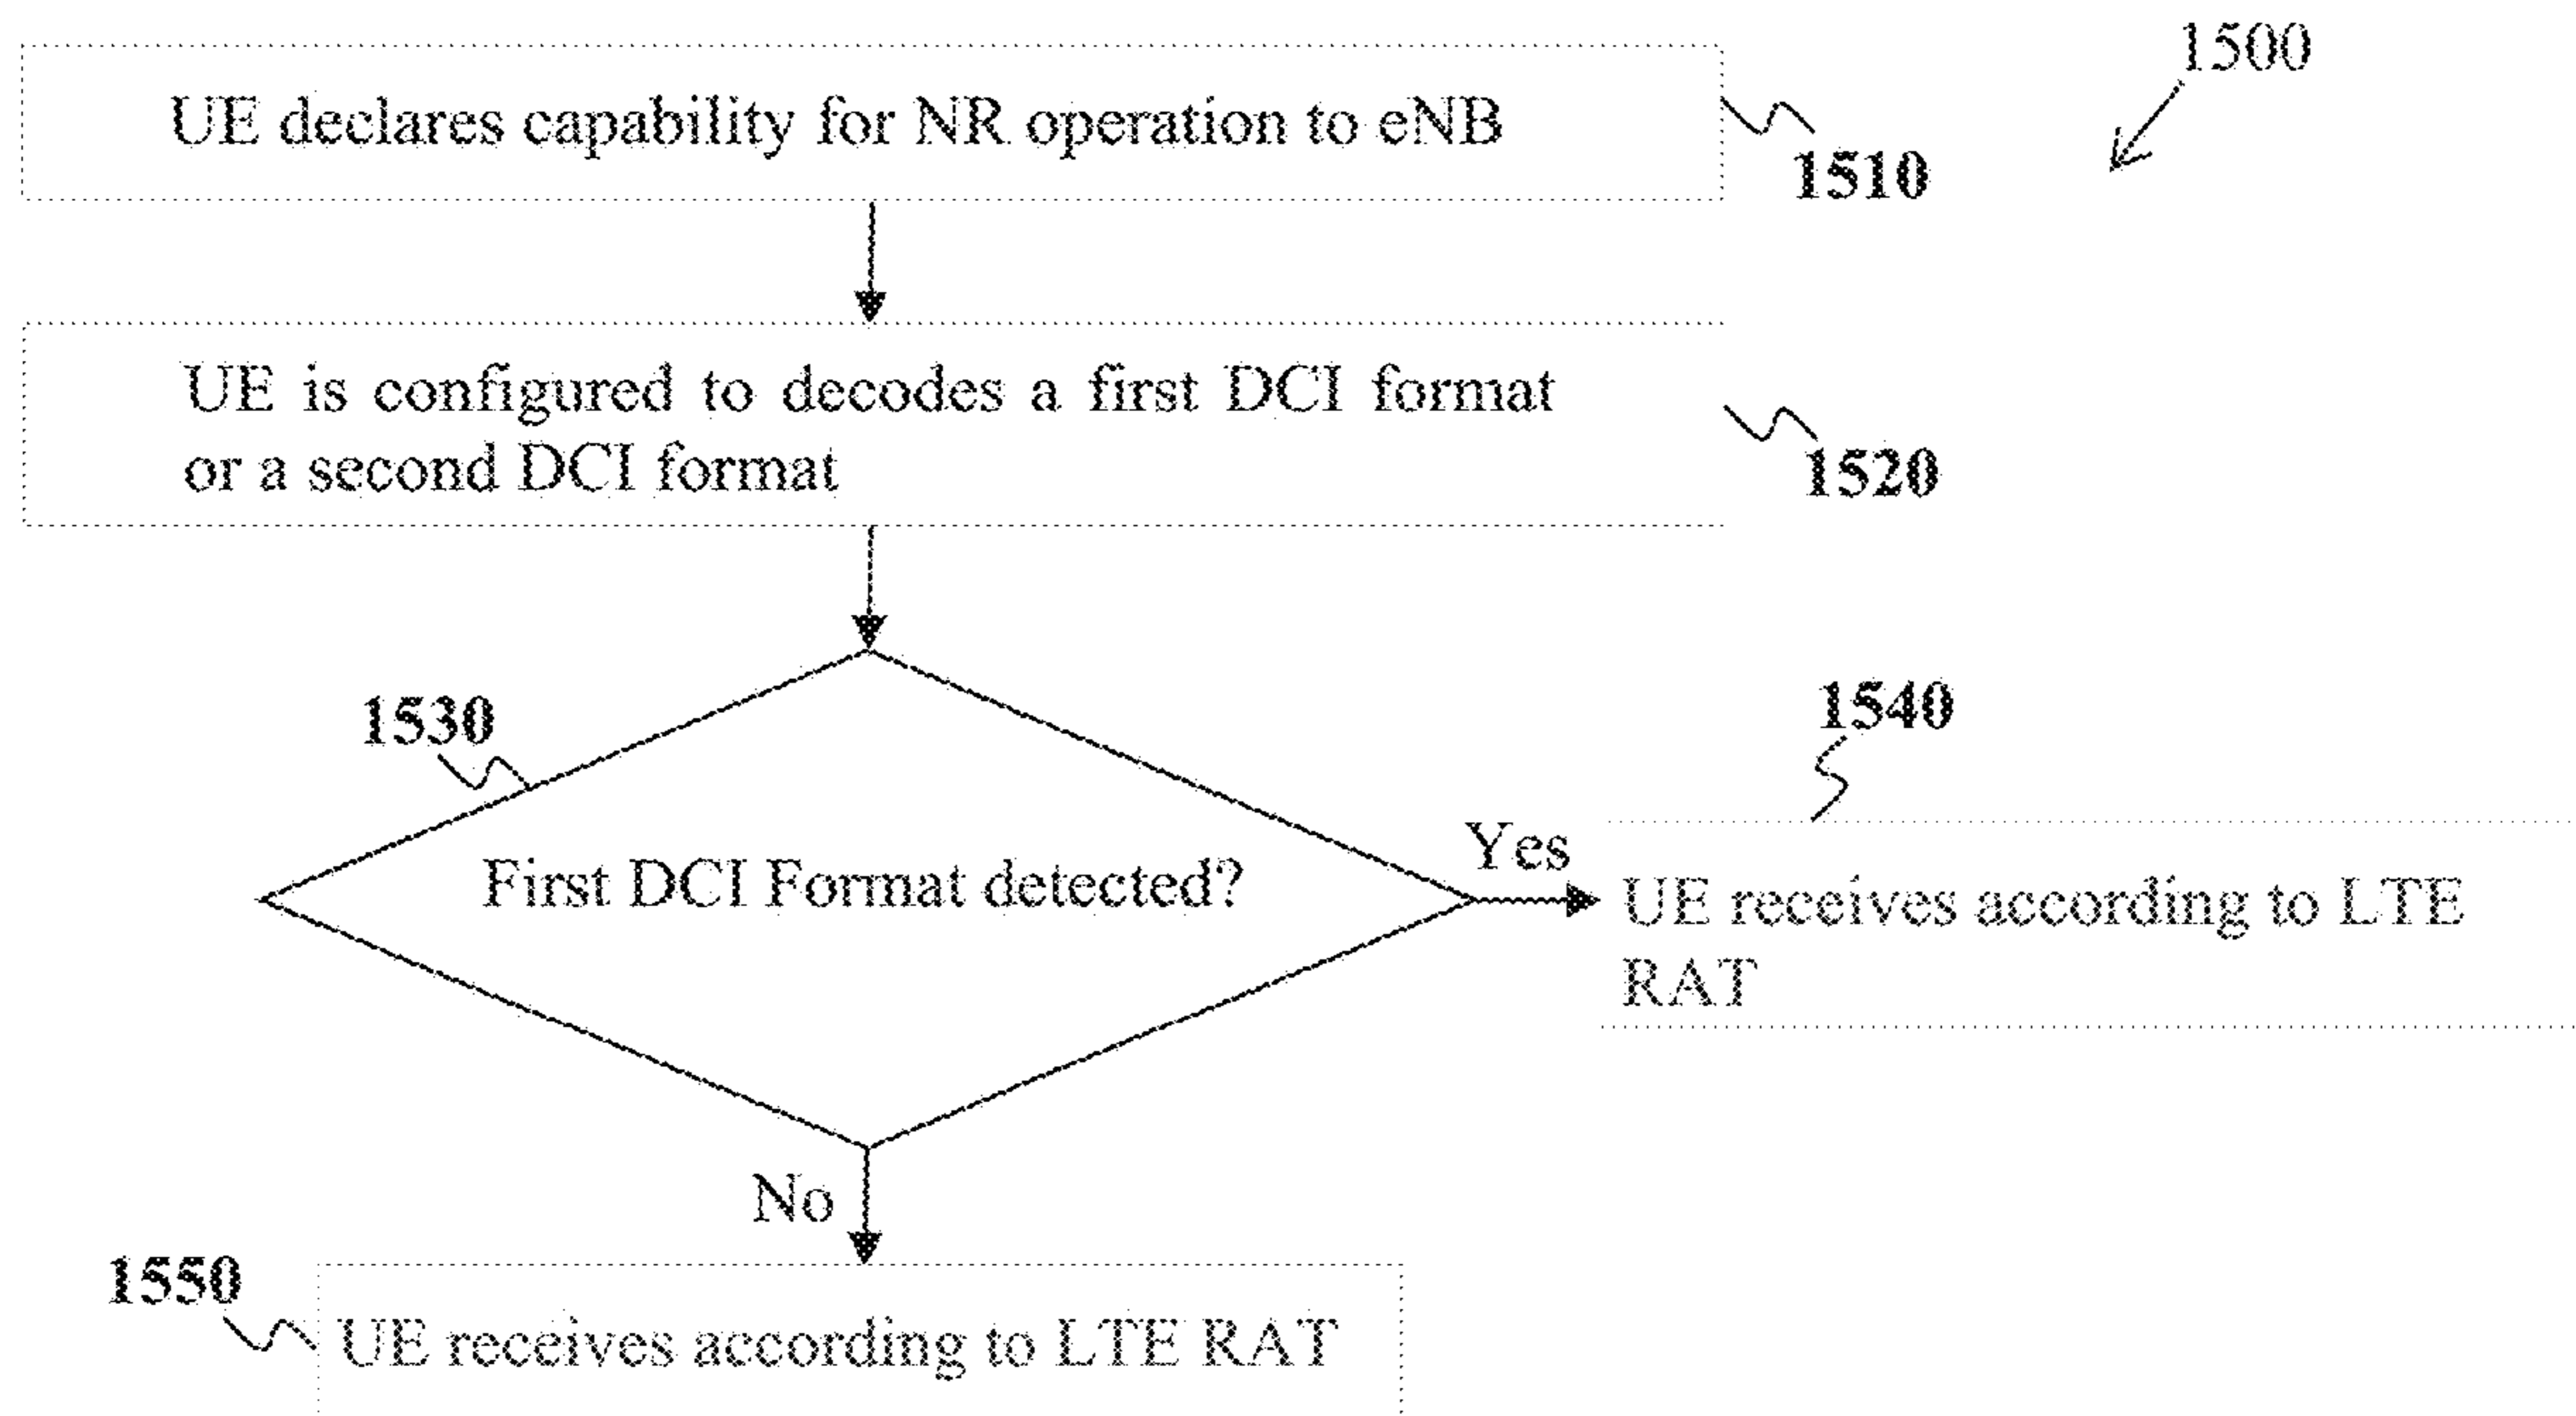 1500
UE declares capability for NR operation to eNB
1510
UE is configured to decodes a first DCI format
or a second DCI format
1520
1530
First DCI Format detected?
Yes
1540
UE receives according to LTE
RAT
No
1550
UE receives according to LTE RAT